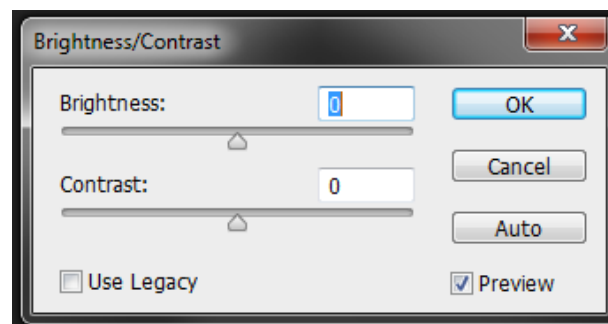 Brightness/Contrast
Brightness: 0
OK
Contrast: 0
Cancel
Auto
Use Legacy
Preview